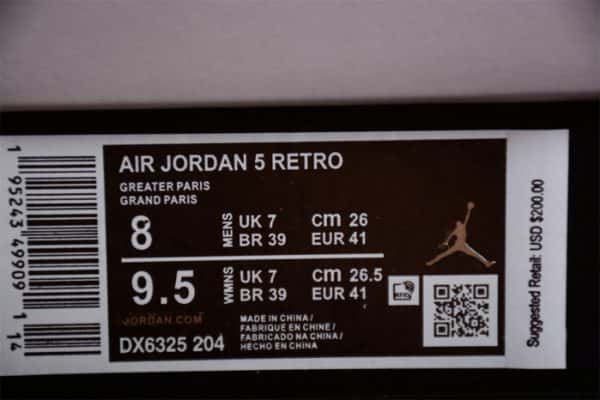 AIR JORDAN 5 RETRO
GREATER PARIS
GRAND PARIS
8 MENS UK 7 cm 26
BR 39 EUR 41
9.5 WMNS UK 7 cm 26.5
BR 39 EUR 41
JORDAN.COM
DX6325 204
MADE IN CHINA /
FABRIQUE EN CHINE /
FABRICADO NA CHINA /
HECHO EN CHINA
Suggested Retail: USD $200.00
1 95243 49909 1 14